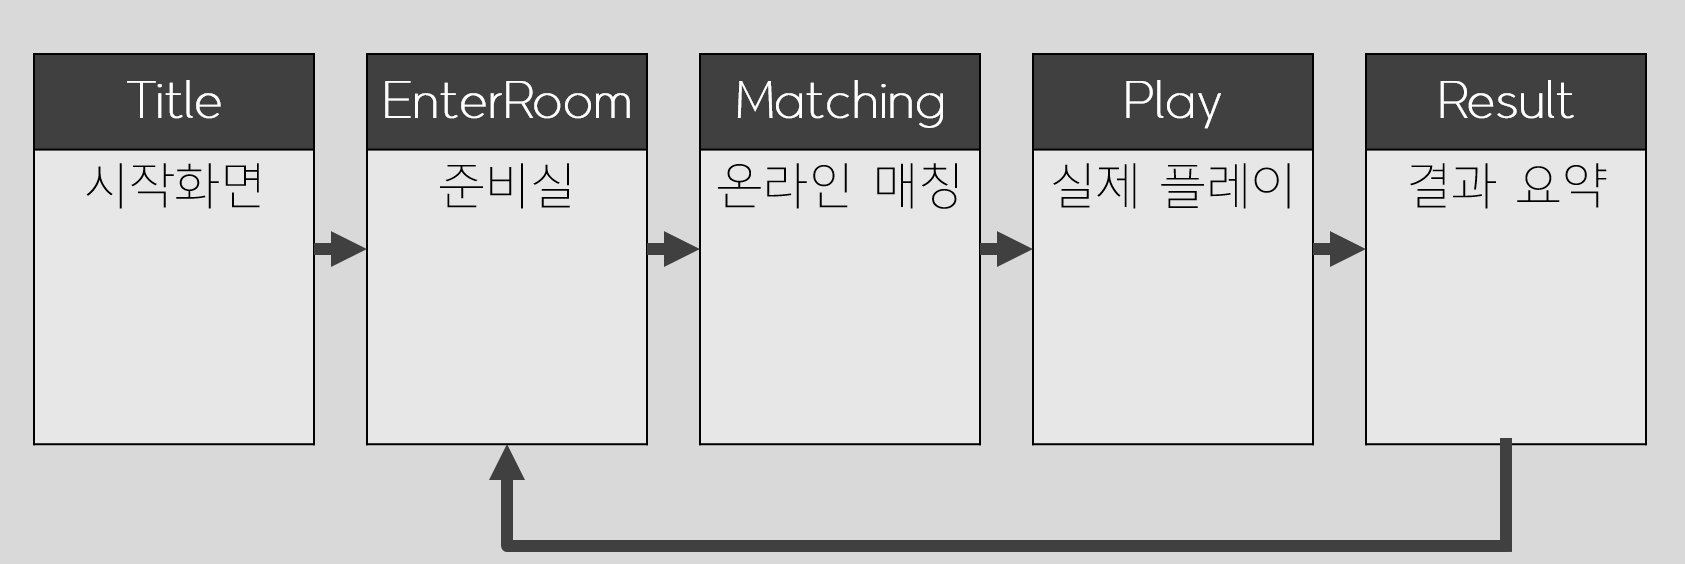 Title
시작화면
EnterRoom
준비실
Matching
온라인 매칭
Play
실제 플레이
Result
결과 요약